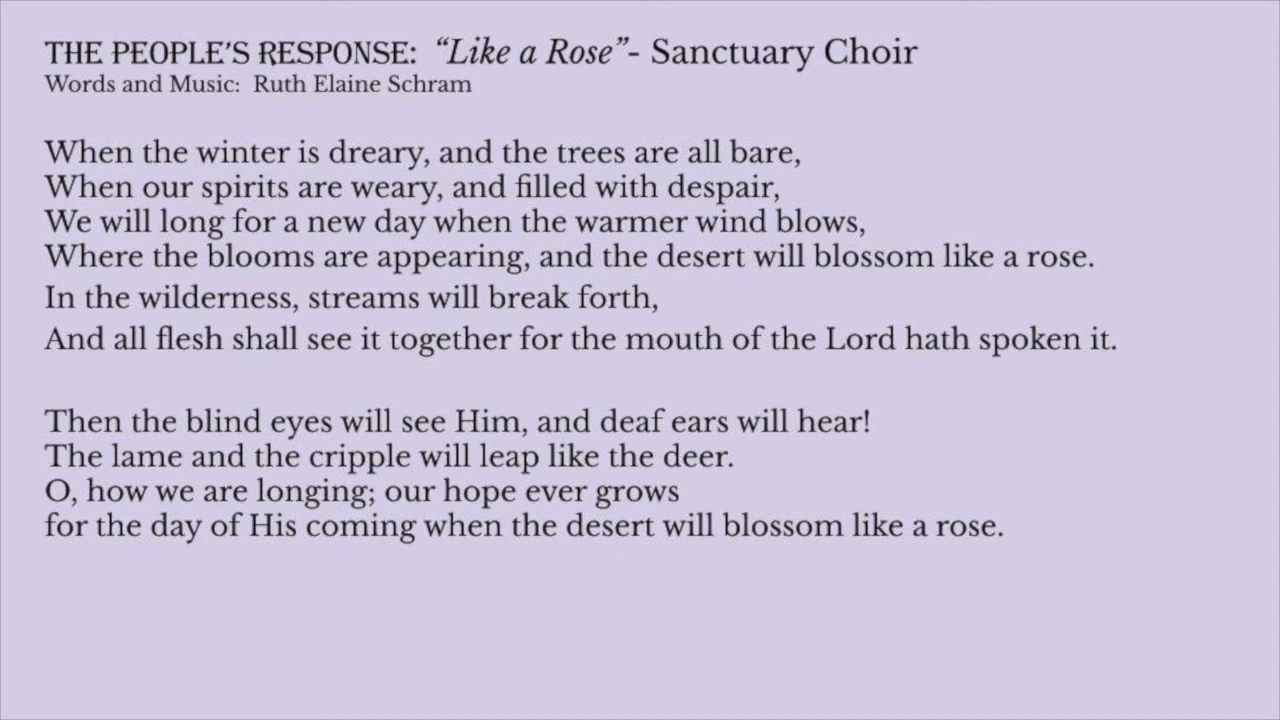 THE PEOPLE'S RESPONSE: “Like a Rose”- Sanctuary Choir
Words and Music: Ruth Elaine Schram
When the winter is dreary, and the trees are all bare,
When our spirits are weary, and filled with despair,
We will long for a new day when the warmer wind blows,
Where the blooms are appearing, and the desert will blossom like a rose.
In the wilderness, streams will break forth,
And all flesh shall see it together for the mouth of the Lord hath spoken it.
Then the blind eyes will see Him, and deaf ears will hear!
The lame and the cripple will leap like the deer.
O, how we are longing; our hope ever grows
for the day of His coming when the desert will blossom like a rose.